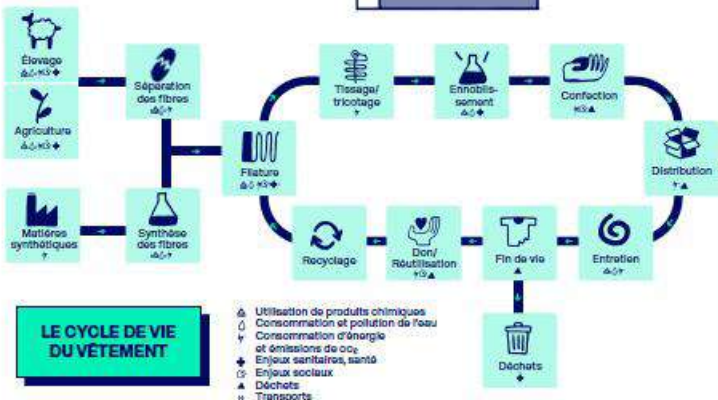 Élevage
Agriculture
Séparation
des fibres
Matières
synthétiques
Synthèse
des fibres
Filature
Tissage/
tricotage
Ennoblis-
sement
Confection
Distribution
Entretien
Fin de vie
Don/
Réutilisation
Recyclage
Déchets
LE CYCLE DE VIE
DU VÊTEMENT
Utilisation de produits chimiques
Consommation et pollution de l'eau
Consommation d'énergie
et émissions de CO₂
Enjeux sanitaires, santé
Enjeux sociaux
Déchets
Transports